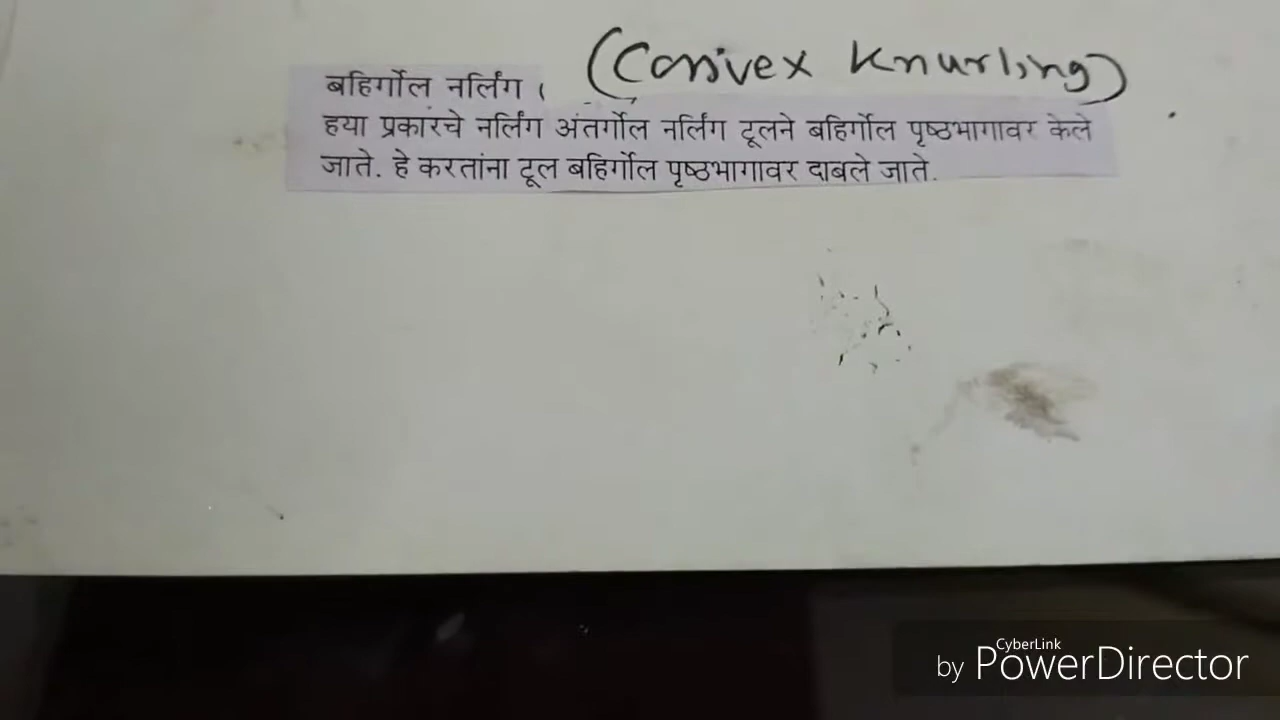 बहिर्गोल नर्लिंग (Convex Knurling)
हया प्रकारंचे नर्लिंग अंतर्गोल नर्लिंग टूलने बहिर्गोल पृष्ठभागावर केले
जाते. हे करतांना टूल बहिर्गोल पृष्ठभागावर दाबले जाते.
CyberLink
by PowerDirector